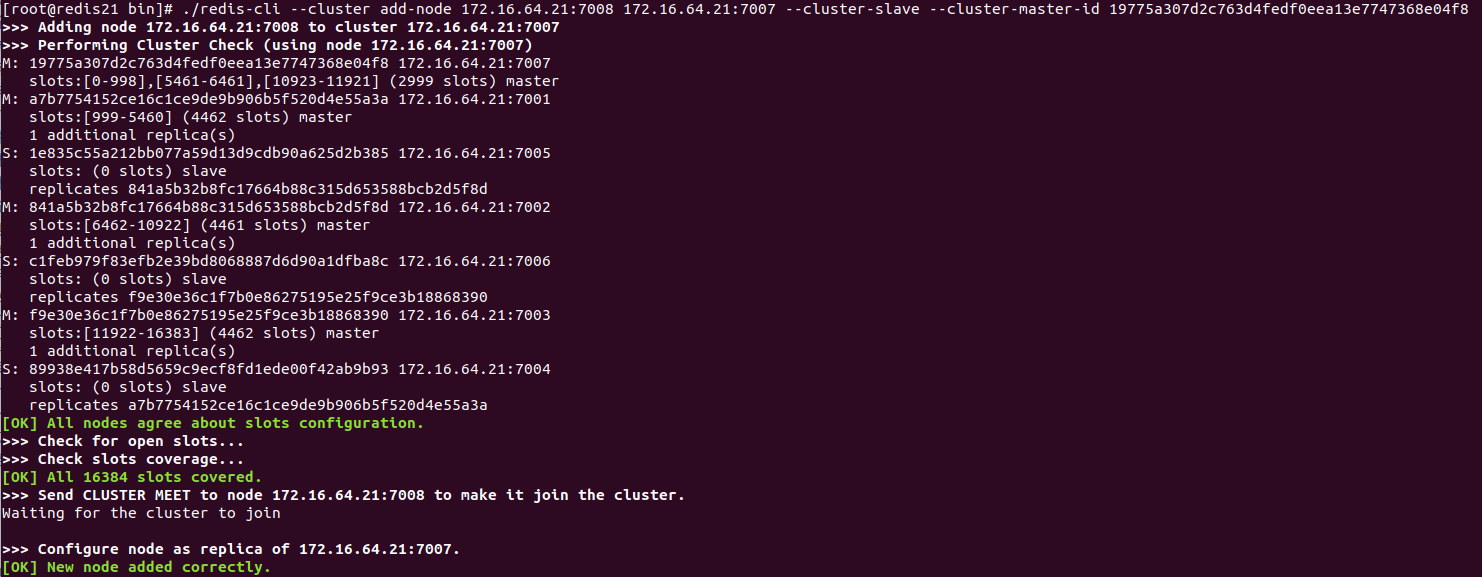 [root@redis21 bin]# ./redis-cli --cluster add-node 172.16.64.21:7008 172.16.64.21:7007 --cluster-slave --cluster-master-id 19775a307d2c763d4fedf0eea13e7747368e04f8
>>> Adding node 172.16.64.21:7008 to cluster 172.16.64.21:7007
>>> Performing Cluster Check (using node 172.16.64.21:7007)
M: 19775a307d2c763d4fedf0eea13e7747368e04f8 172.16.64.21:7007
   slots:[0-998],[5461-6461],[10923-11921] (2999 slots) master
M: a7b7754152ce16c1ce9de9b906b5f520d4e55a3a 172.16.64.21:7001
   slots:[999-5460] (4462 slots) master
   1 additional replica(s)
S: 1e835c55a212bb077a59d13d9cdb90a625d2b385 172.16.64.21:7005
   slots: (0 slots) slave
   replicates 841a5b32b8fc17664b88c315d653588bcb2d5f8d
M: 841a5b32b8fc17664b88c315d653588bcb2d5f8d 172.16.64.21:7002
   slots:[6462-10922] (4461 slots) master
   1 additional replica(s)
S: c1feb979f83efb2e39bd8068887d6d90a1dfba8c 172.16.64.21:7006
   slots: (0 slots) slave
   replicates f9e30e36c1f7b0e86275195e25f9ce3b18868390
M: f9e30e36c1f7b0e86275195e25f9ce3b18868390 172.16.64.21:7003
   slots:[11922-16383] (4462 slots) master
   1 additional replica(s)
S: 89938e417b58d5659c9ecf8fd1ede00f42ab9b93 172.16.64.21:7004
   slots: (0 slots) slave
   replicates a7b7754152ce16c1ce9de9b906b5f520d4e55a3a
[OK] All nodes agree about slots configuration.
>>> Check for open slots...
>>> Check slots coverage...
[OK] All 16384 slots covered.
>>> Send CLUSTER MEET to node 172.16.64.21:7008 to make it join the cluster.
Waiting for the cluster to join
>>> Configure node as replica of 172.16.64.21:7007.
[OK] New node added correctly.